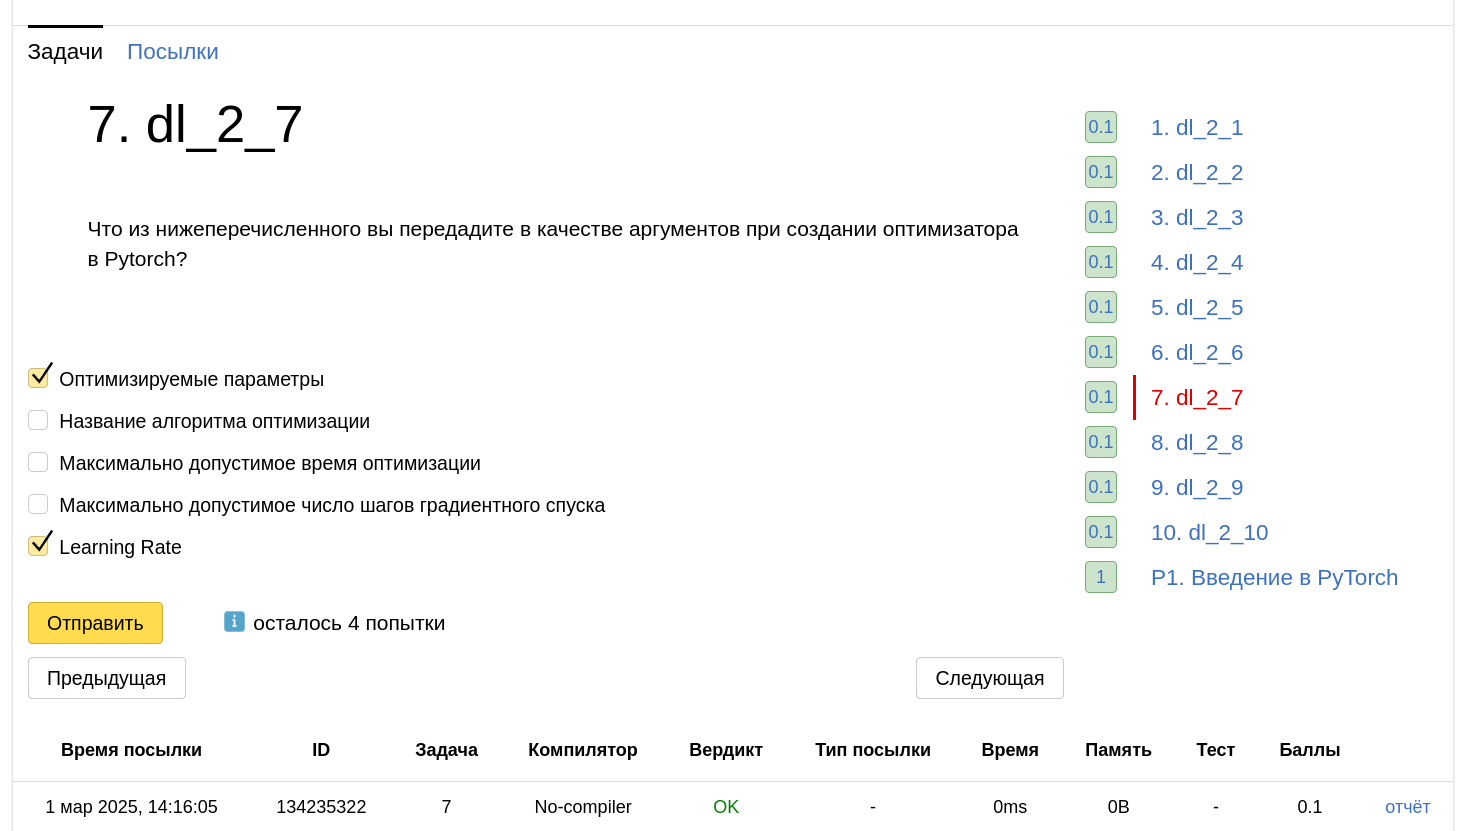 Задачи Посылки
7. dl_2_7
Что из нижеперечисленного вы передадите в качестве аргументов при создании оптимизатора
в Pytorch?
Оптимизируемые параметры
Название алгоритма оптимизации
Максимально допустимое время оптимизации
Максимально допустимое число шагов градиентного спуска
Learning Rate
Отправить i осталось 4 попытки
Предыдущая Следующая
0.1 1. dl_2_1
0.1 2. dl_2_2
0.1 3. dl_2_3
0.1 4. dl_2_4
0.1 5. dl_2_5
0.1 6. dl_2_6
0.1 7. dl_2_7
0.1 8. dl_2_8
0.1 9. dl_2_9
0.1 10. dl_2_10
1 P1. Введение в PyTorch
Время посылки ID Задача Компилятор Вердикт Тип посылки Время Память Тест Баллы
1 мар 2025, 14:16:05 134235322 7 No-compiler OK - 0ms 0B - 0.1 отчёт